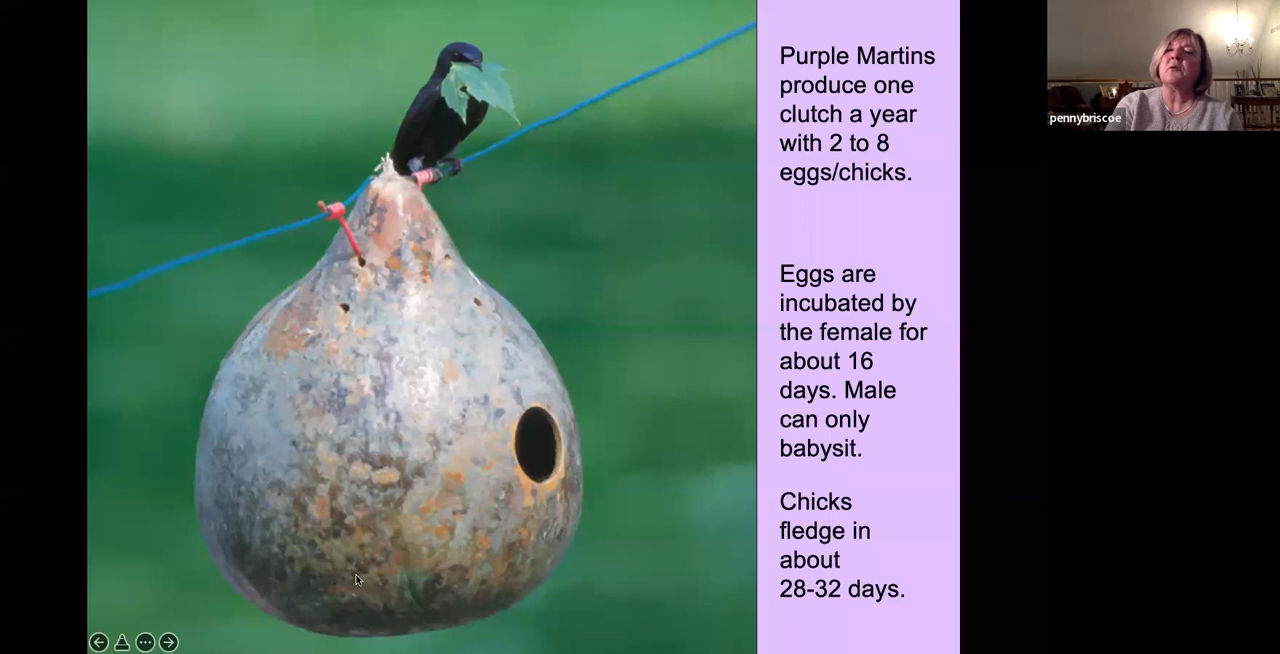 Purple Martins
produce one
clutch a year
with 2 to 8
eggs/chicks.
Eggs are
incubated by
the female for
about 16
days. Male
can only
babysit.
Chicks
fledge in
about
28-32 days.
pennybriscoe